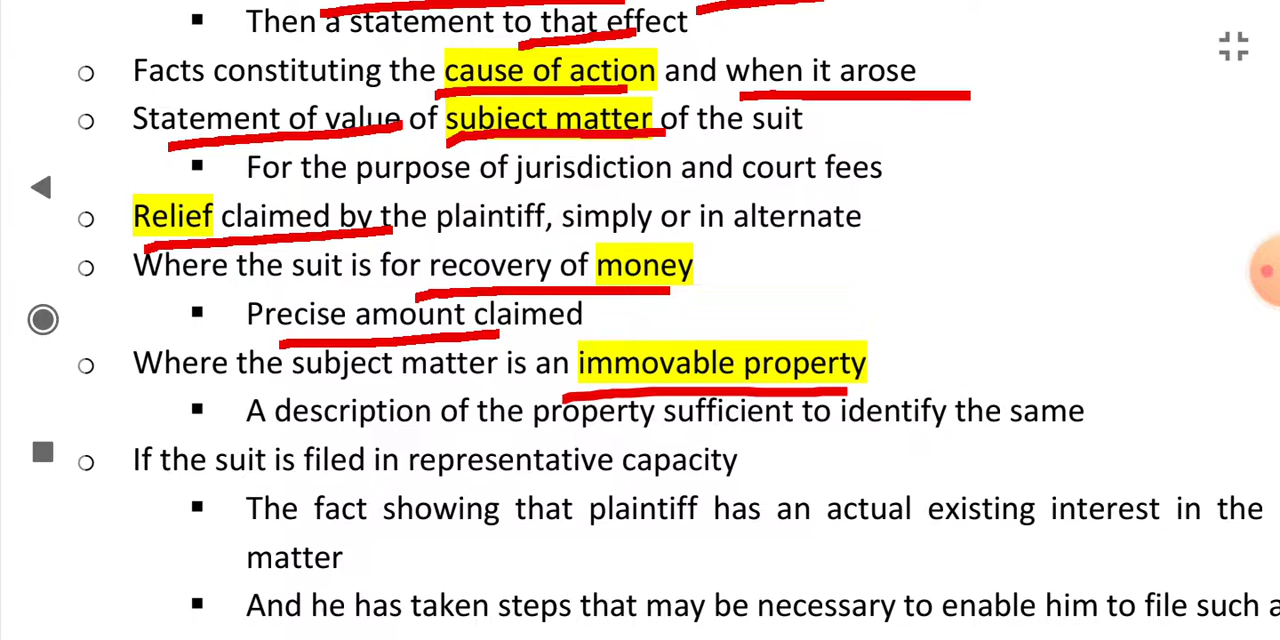 ▪ Then a statement to that effect
○ Facts constituting the cause of action and when it arose
○ Statement of value of subject matter of the suit
▪ For the purpose of jurisdiction and court fees
○ Relief claimed by the plaintiff, simply or in alternate
○ Where the suit is for recovery of money
▪ Precise amount claimed
○ Where the subject matter is an immovable property
▪ A description of the property sufficient to identify the same
○ If the suit is filed in representative capacity
▪ The fact showing that plaintiff has an actual existing interest in the
matter
▪ And he has taken steps that may be necessary to enable him to file such a